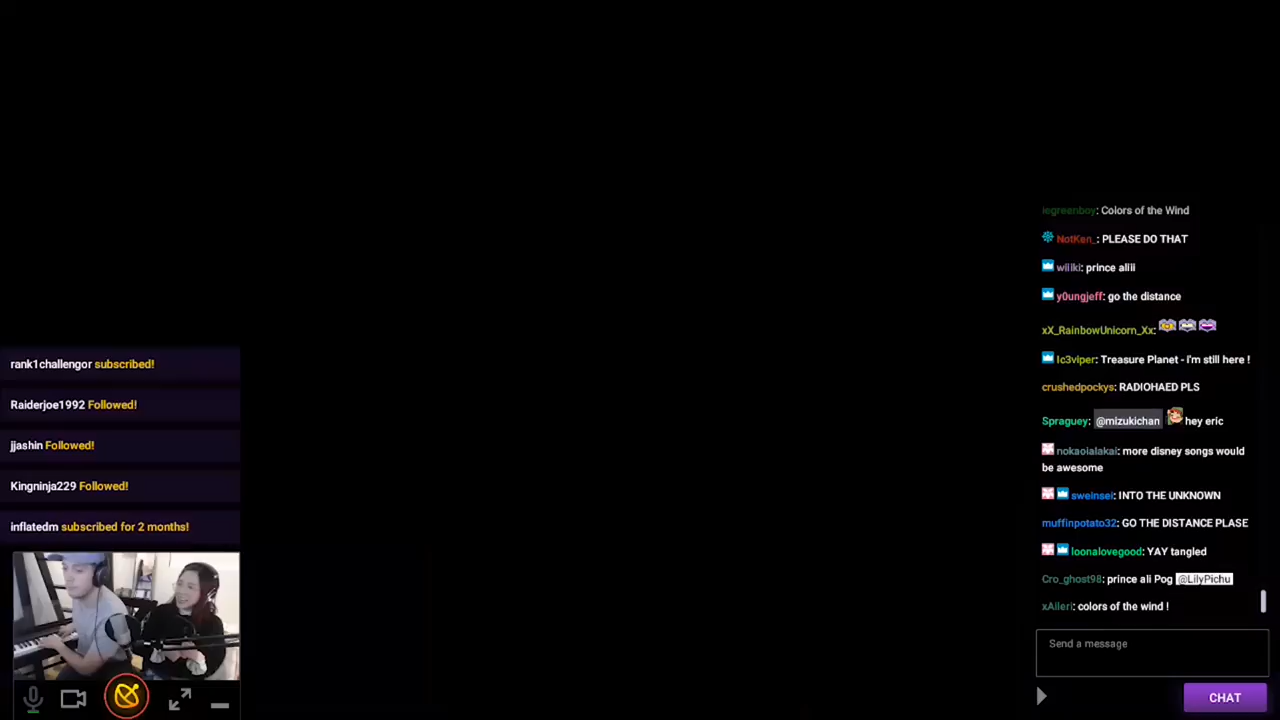 rank1challengor subscribed!
Raiderjoe1992 Followed!
jjashin Followed!
Kingninja229 Followed!
inflatedm subscribed for 2 months!
iegreenboy: Colors of the Wind
NotKen_: PLEASE DO THAT
wiliki: prince aliii
y0ungjeff: go the distance
xX_RainbowUnicorn_Xx:
Ic3viper: Treasure Planet - i'm still here !
crushedpockys: RADIOHAED PLS
Spraguey: @mizukichan hey eric
nokaoialakai: more disney songs would
be awesome
sweinsei: INTO THE UNKNOWN
muffinpotato32: GO THE DISTANCE PLASE
loonalovegood: YAY tangled
Cro_ghost98: prince ali Pog @LilyPichu
xAlleri: colors of the wind !
Send a message
CHAT